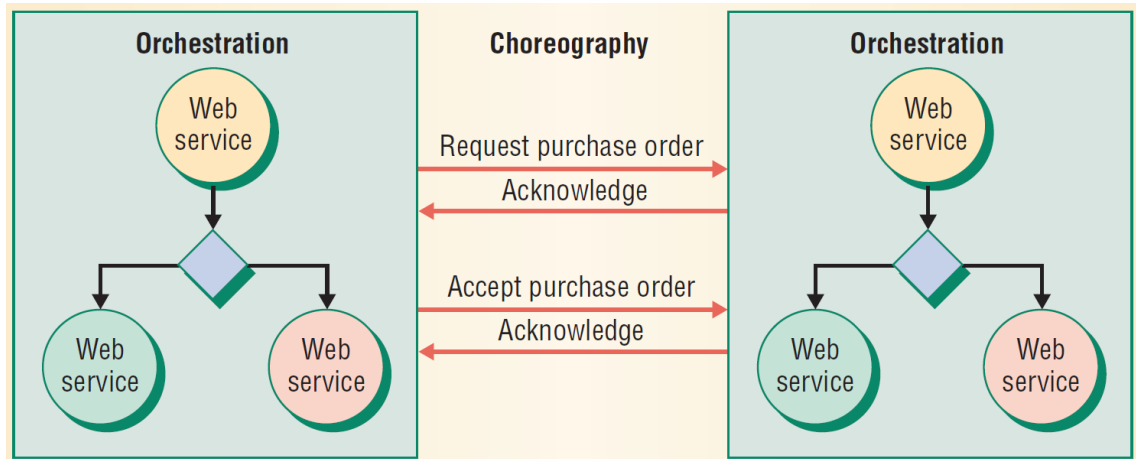 Orchestration
Web
service
Web
service
Web
service
Choreography
Request purchase order
Acknowledge
Accept purchase order
Acknowledge
Orchestration
Web
service
Web
service
Web
service